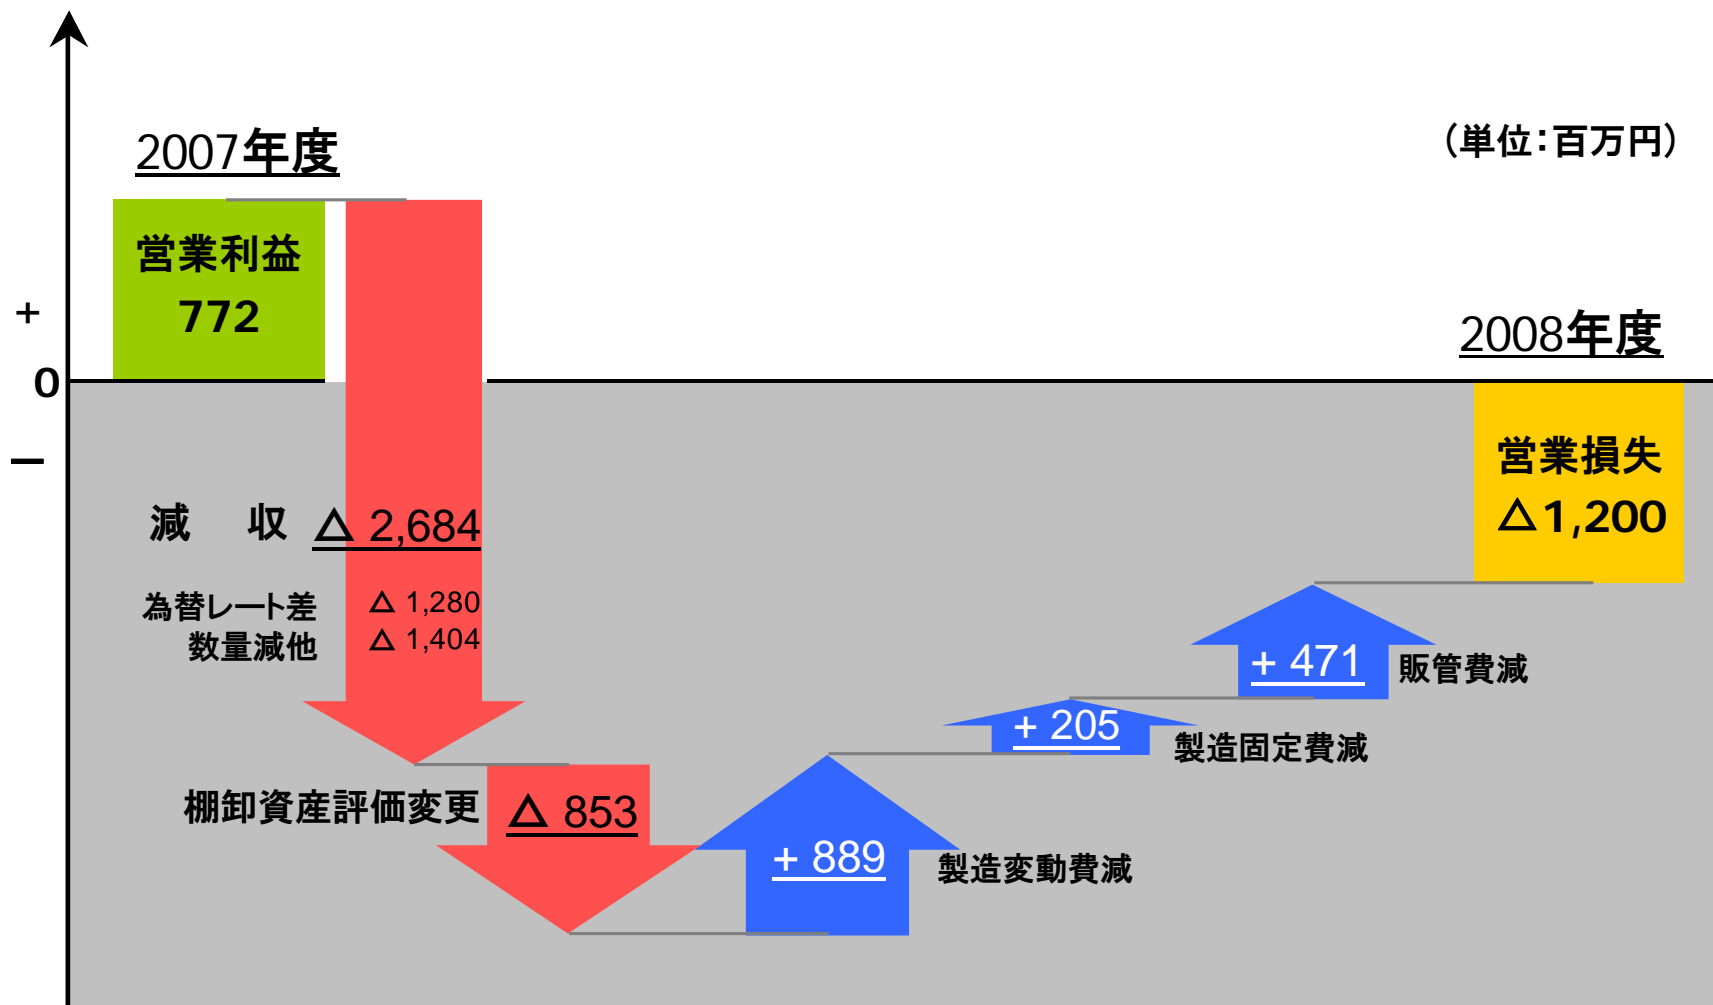 2007年度
（単位：百万円）
営業利益
772
+
0
－
2008年度
営業損失
△1,200
減　収 △ 2,684
為替レート差 △ 1,280
数量減他 △ 1,404
+ 471 販管費減
+ 205 製造固定費減
棚卸資産評価変更 △ 853
+ 889 製造変動費減